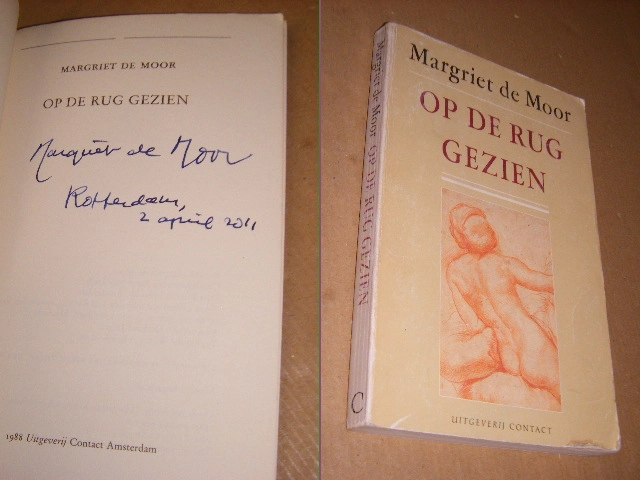 MARGRIET DE MOOR
OP DE RUG GEZIEN
Margriet de Moor
Rotterdam,
2 april 2011
1988 Uitgeverij Contact Amsterdam
Margriet de Moor OP DE RUG GEZIEN
C
Margriet de Moor
OP DE RUG
GEZIEN
UITGEVERIJ CONTACT